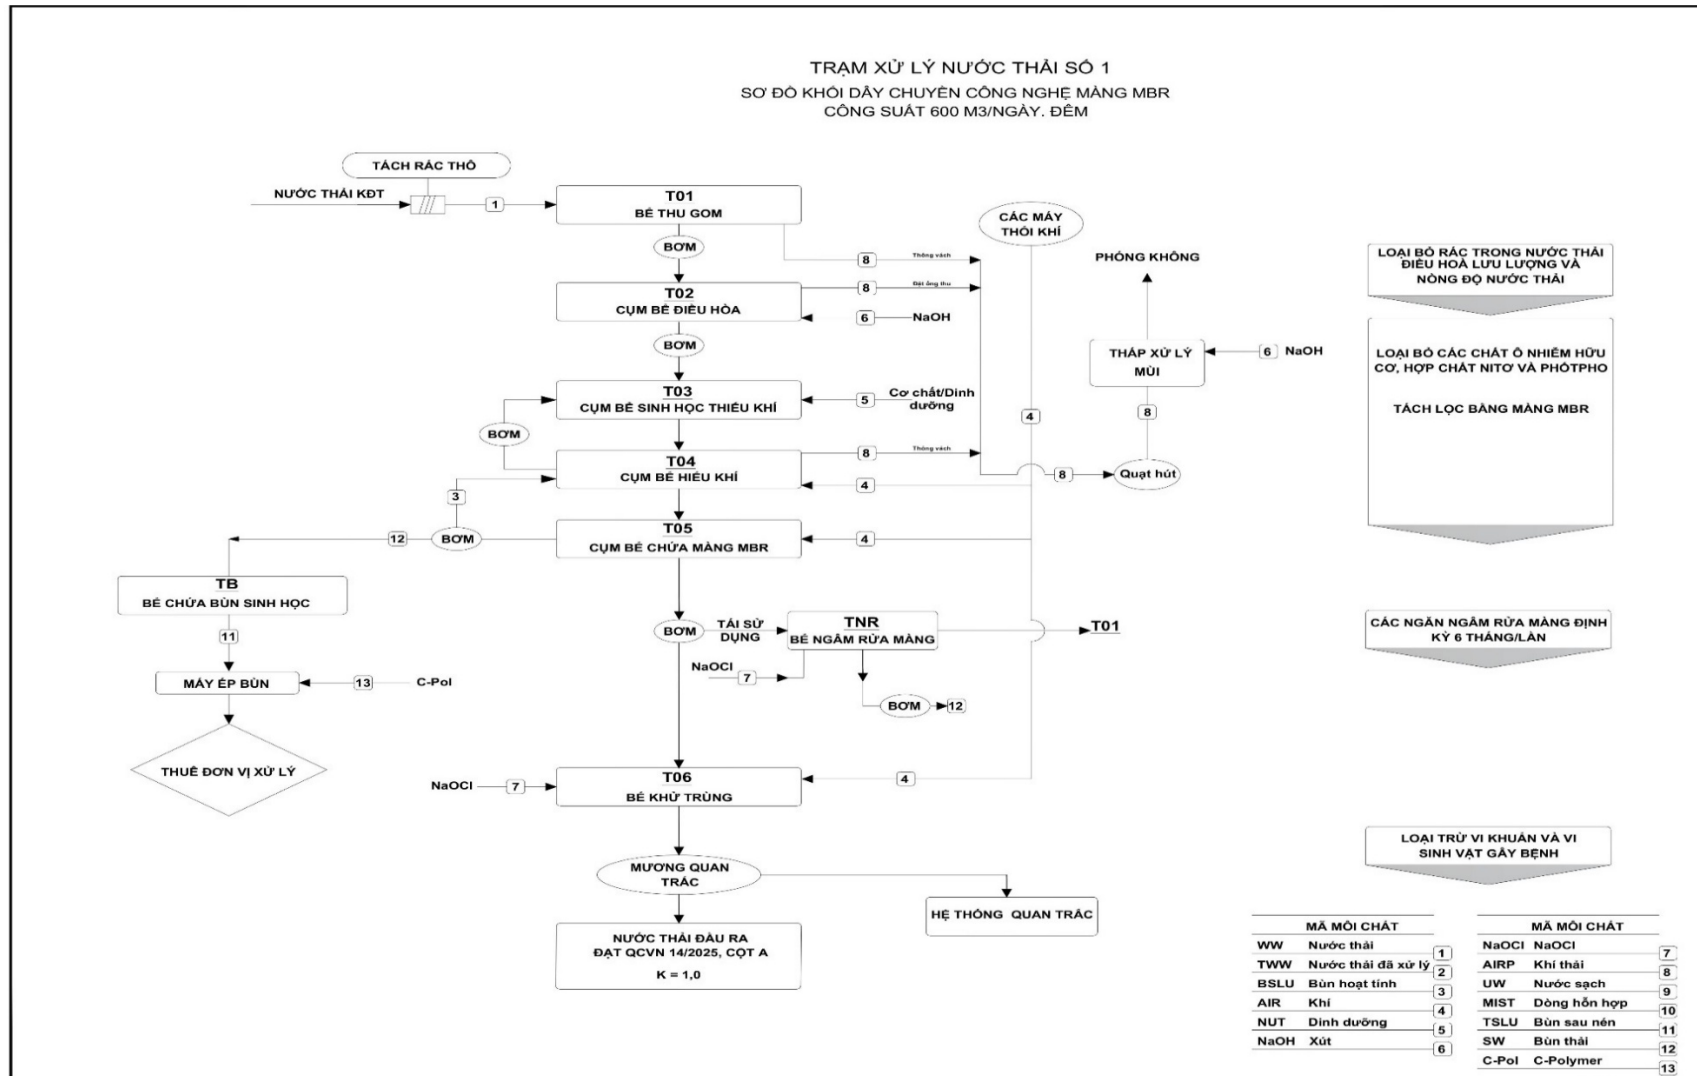 TRẠM XỬ LÝ NƯỚC THẢI SỐ 1
SƠ ĐỒ KHỐI DÂY CHUYỀN CÔNG NGHỆ MÀNG MBR
CÔNG SUẤT 600 M3/NGÀY. ĐÊM
TÁCH RÁC THÔ
NƯỚC THẢI KĐT
1
T01
BỂ THU GOM
BƠM
8
Thông vách
T02
CỤM BỂ ĐIỀU HÒA
8
Đặt ống thu
6
NaOH
BƠM
T03
CỤM BỂ SINH HỌC THIẾU KHÍ
5
Cơ chất/Dinh
dưỡng
BƠM
T04
CỤM BỂ HIẾU KHÍ
8
Thông vách
4
3
T05
CỤM BỂ CHỨA MÀNG MBR
4
BƠM
12
CÁC MÁY
THỔI KHÍ
4
PHÓNG KHÔNG
THÁP XỬ LÝ
MÙI
6
NaOH
8
Quạt hút
8
TB
BỂ CHỨA BÙN SINH HỌC
11
MÁY ÉP BÙN
13
C-Pol
THUÊ ĐƠN VỊ XỬ LÝ
BƠM
TÁI SỬ
DỤNG
TNR
BỂ NGÂM RỬA MÀNG
T01
NaOCl
7
BƠM
12
T06
BỂ KHỬ TRÙNG
NaOCl
7
4
MƯƠNG QUAN
TRẮC
HỆ THỐNG QUAN TRẮC
NƯỚC THẢI ĐẦU RA
ĐẠT QCVN 14/2025, CỘT A
K = 1,0
LOẠI BỎ RÁC TRONG NƯỚC THẢI
ĐIỀU HOÀ LƯU LƯỢNG VÀ
NỒNG ĐỘ NƯỚC THẢI
LOẠI BỎ CÁC CHẤT Ô NHIỄM HỮU
CƠ, HỢP CHẤT NITƠ VÀ PHỐTPHO
TÁCH LỌC BẰNG MÀNG MBR
CÁC NGĂN NGÂM RỬA MÀNG ĐỊNH
KỲ 6 THÁNG/LẦN
LOẠI TRỪ VI KHUẨN VÀ VI
SINH VẬT GÂY BỆNH
MÃ MÔI CHẤT
WW Nước thải 1
TWW Nước thải đã xử lý 2
BSLU Bùn hoạt tính 3
AIR Khí 4
NUT Dinh dưỡng 5
NaOH Xút 6
MÃ MÔI CHẤT
NaOCl NaOCl 7
AIRP Khí thải 8
UW Nước sạch 9
MIST Dòng hỗn hợp 10
TSLU Bùn sau nén 11
SW Bùn thải 12
C-Pol C-Polymer 13